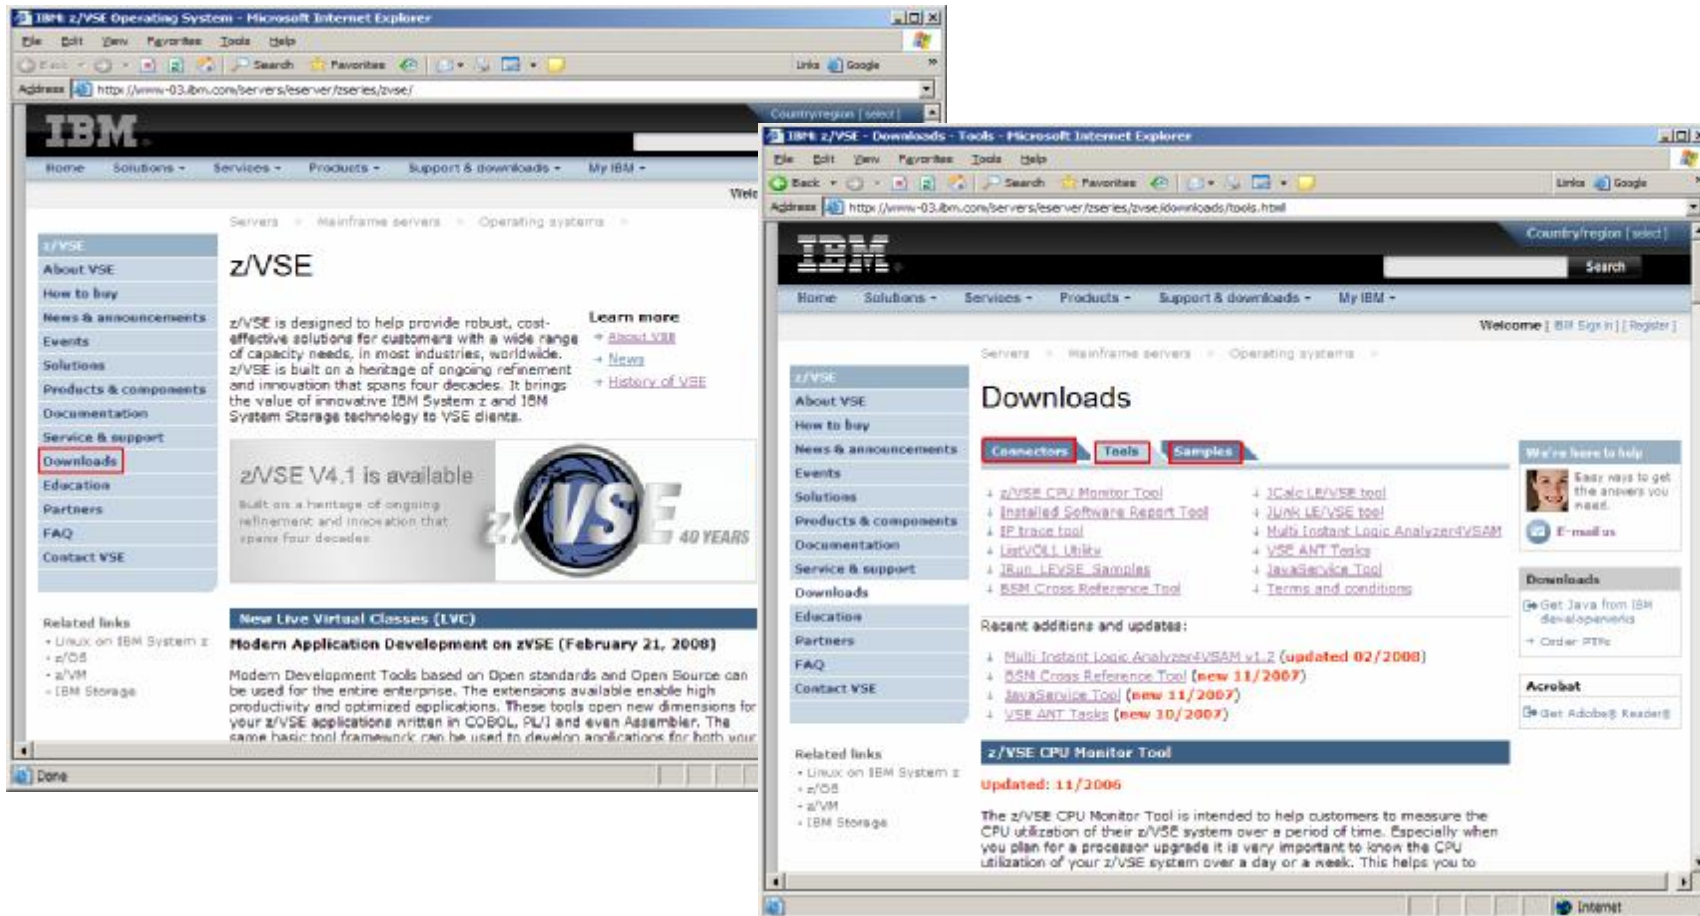 IBM: z/VSE Operating System - Microsoft Internet Explorer
File Edit View Favorites Tools Help
Back Search Favorites Links Google
Address http://www-03.ibm.com/servers/eserver/zseries/zvse/
Country/region [select]
IBM
Home Solutions Services Products Support & downloads My IBM
Welc
Servers Mainframe servers Operating systems
z/VSE
About VSE
How to buy
News & announcements
Events
Solutions
Products & components
Documentation
Service & support
Downloads
Education
Partners
FAQ
Contact VSE
Related links
Linux on IBM System z
z/OS
z/VM
IBM Storage
z/VSE
z/VSE is designed to help provide robust, cost-
effective solutions for customers with a wide range
of capacity needs, in most industries, worldwide.
z/VSE is built on a heritage of ongoing refinement
and innovation that spans four decades. It brings
the value of innovative IBM System z and IBM
System Storage technology to VSE clients.
Learn more
About VSE
News
History of VSE
z/VSE V4.1 is available
Built on a heritage of ongoing
refinement and innovation that
spans four decades
z/VSE
40 YEARS
New Live Virtual Classes (LVC)
Modern Application Development on zVSE (February 21, 2008)
Modern Development Tools based on Open standards and Open Source can
be used for the entire enterprise. The extensions available enable high
productivity and optimized applications. These tools open new dimensions for
your z/VSE applications written in COBOL, PL/I and even Assembler. The
same basic tool framework can be used to develop applications for both your
Done
IBM: z/VSE - Downloads - Tools - Microsoft Internet Explorer
File Edit View Favorites Tools Help
Back Search Favorites Links Google
Address http://www-03.ibm.com/servers/eserver/zseries/zvse/downloads/tools.html
Country/region [select]
IBM
Search
Home Solutions Services Products Support & downloads My IBM
Welcome [ IBM Sign in ] [ Register ]
Servers Mainframe servers Operating systems
z/VSE
About VSE
How to buy
News & announcements
Events
Solutions
Products & components
Documentation
Service & support
Downloads
Education
Partners
FAQ
Contact VSE
Related links
Linux on IBM System z
z/OS
z/VM
IBM Storage
Downloads
Connectors Tools Samples
z/VSE CPU Monitor Tool
Installed Software Report Tool
IP trace tool
ListVOL1 Utility
IRun LEVSE Samples
BSM Cross Reference Tool
JCalc LE/VSE tool
JLink LE/VSE tool
Multi Instant Logic Analyzer4VSAM
VSE ANT Tasks
JavaService Tool
Terms and conditions
Recent additions and updates:
Multi Instant Logic Analyzer4VSAM v1.2 (updated 02/2008)
BSM Cross Reference Tool (new 11/2007)
JavaService Tool (new 11/2007)
VSE ANT Tasks (new 10/2007)
z/VSE CPU Monitor Tool
Updated: 11/2006
The z/VSE CPU Monitor Tool is intended to help customers to measure the
CPU utilization of their z/VSE system over a period of time. Especially when
you plan for a processor upgrade it is very important to know the CPU
utilization of your z/VSE system over a day or a week. This helps you to
We're here to help
Easy ways to get
the answers you
need.
E-mail us
Downloads
Get Java from IBM
developerworks
Order PTFs
Acrobat
Get Adobe® Reader®
Internet